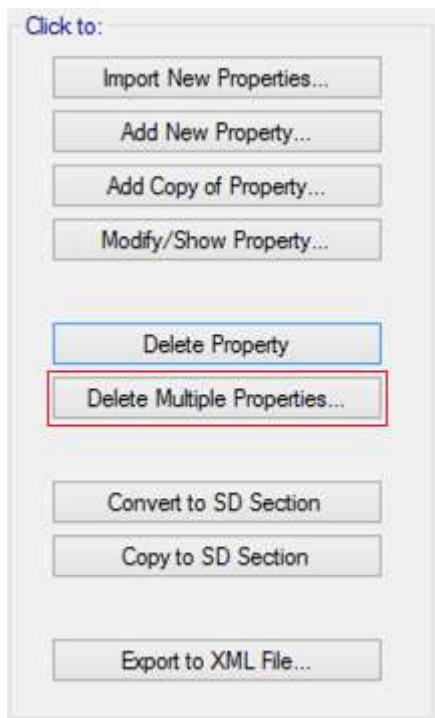 Click to:
Import New Properties...
Add New Property...
Add Copy of Property...
Modify/Show Property...
Delete Property
Delete Multiple Properties...
Convert to SD Section
Copy to SD Section
Export to XML File...